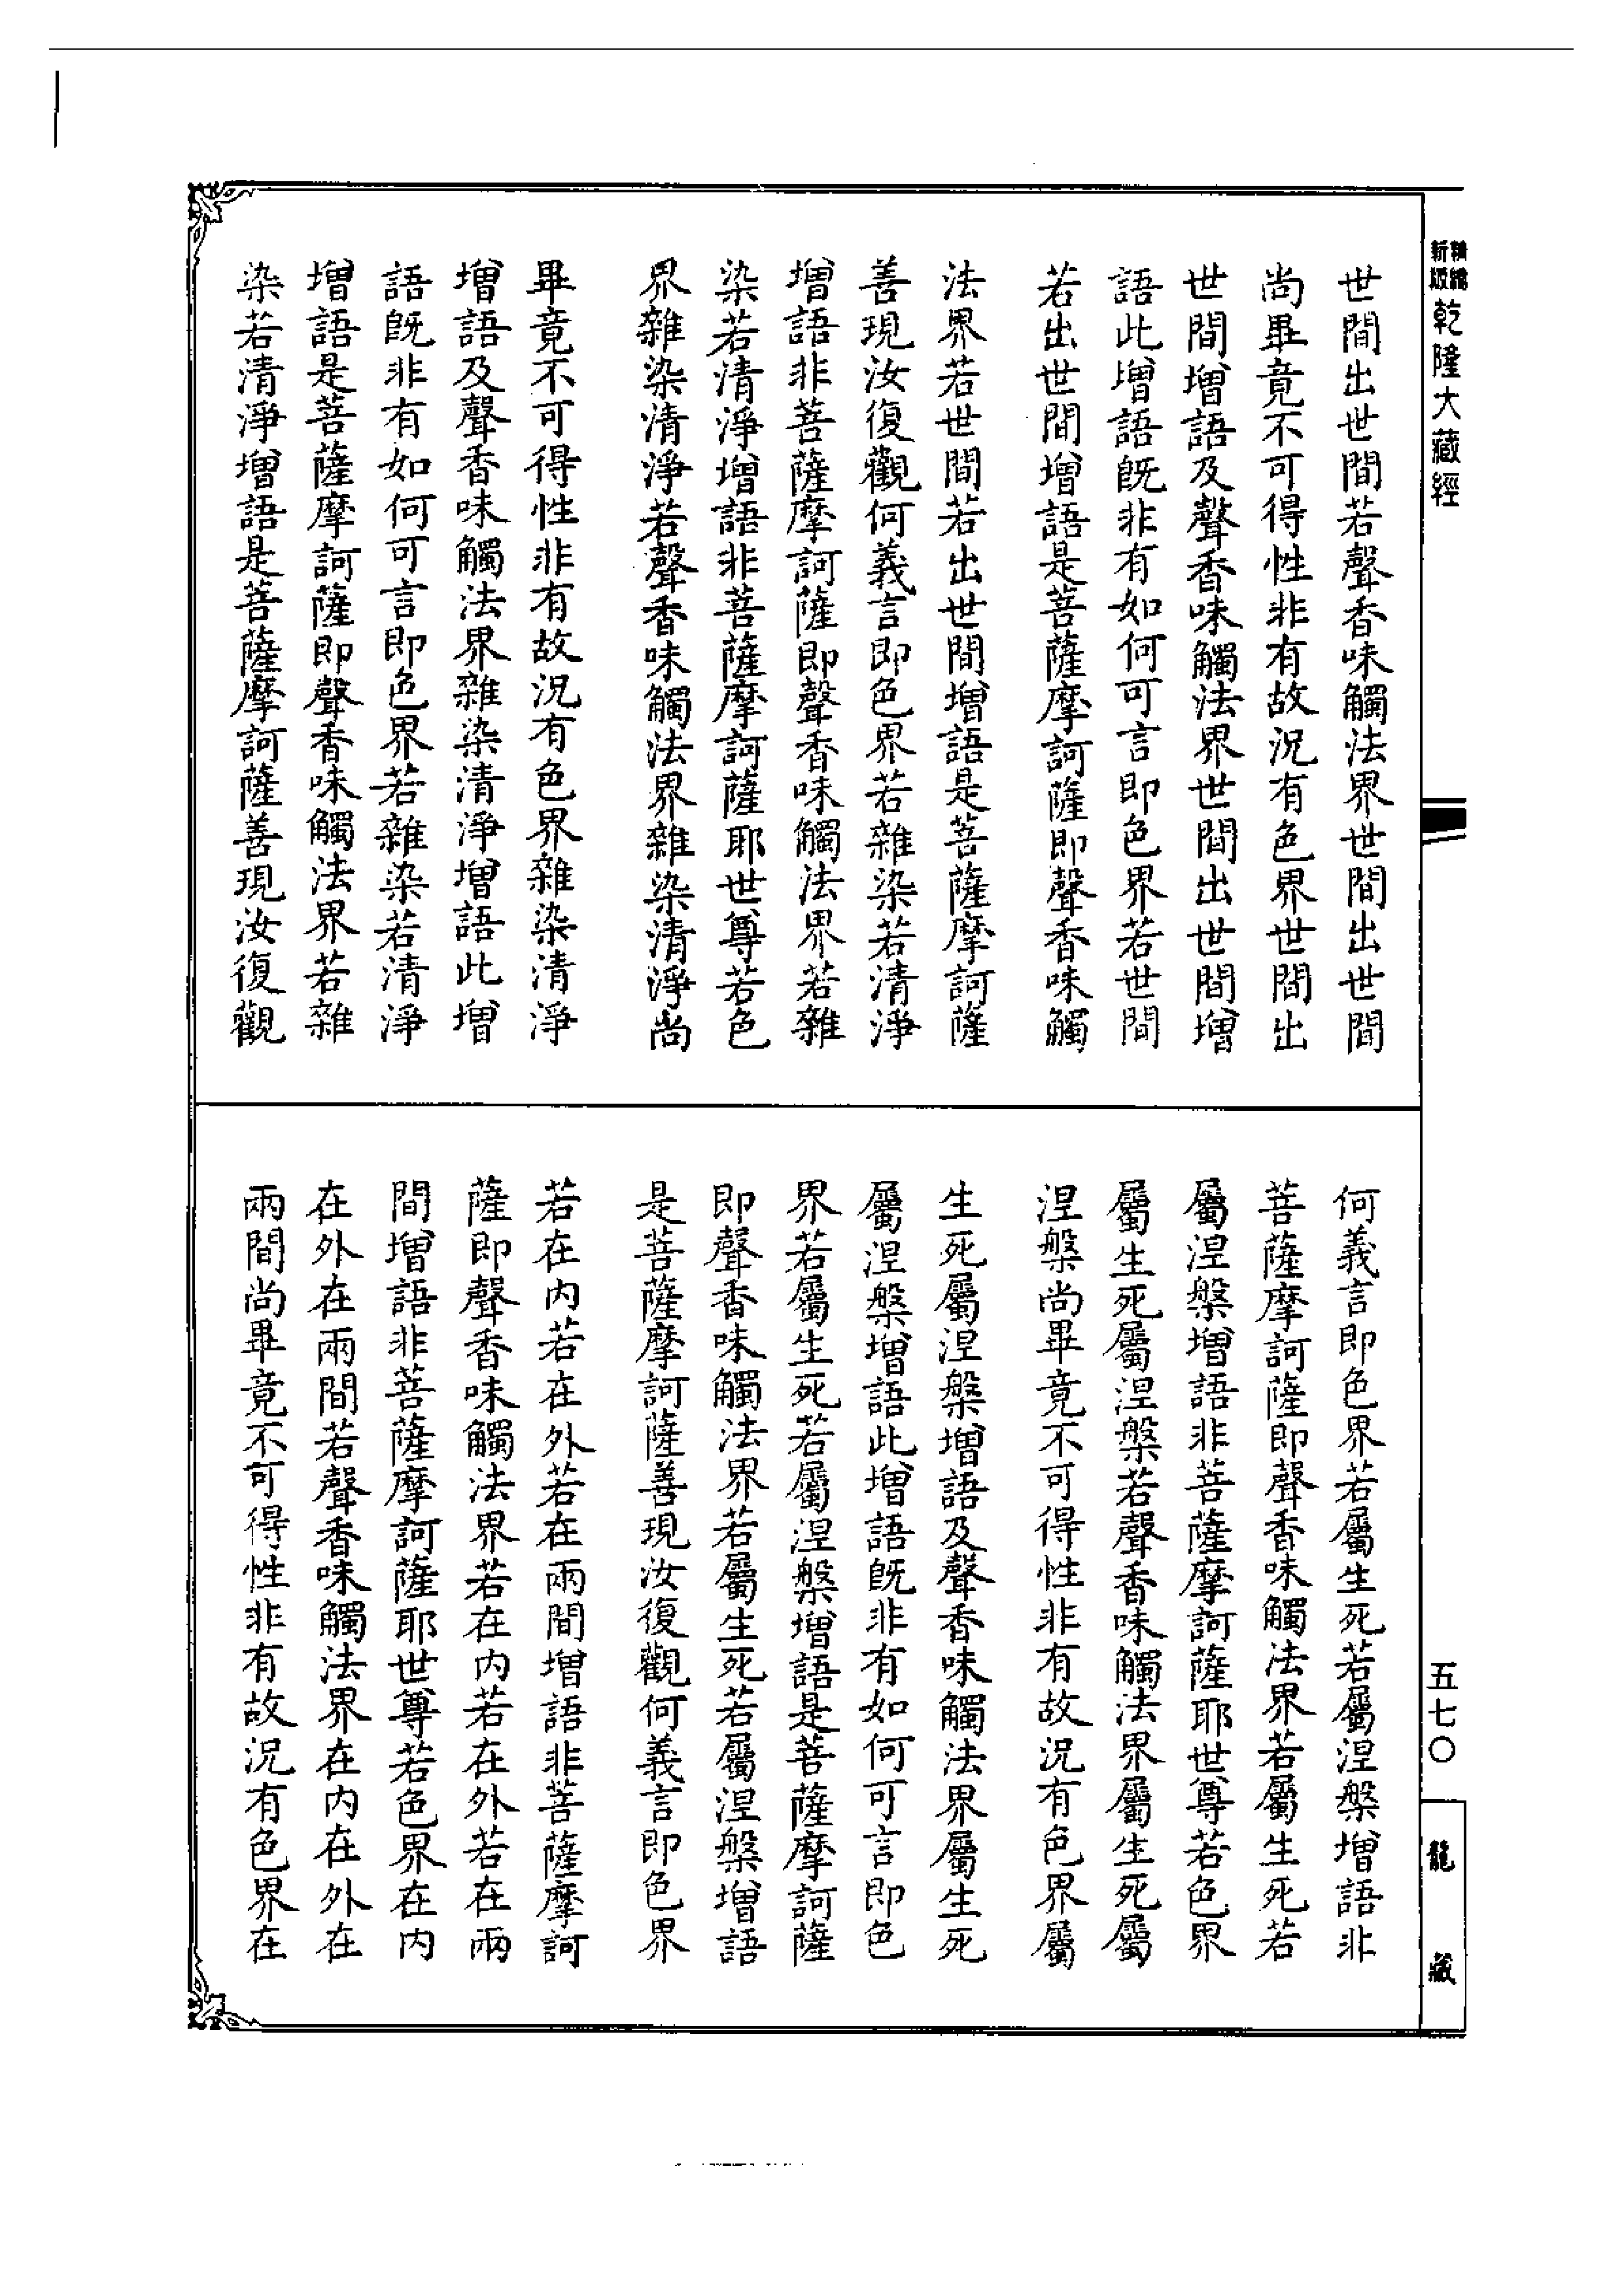 精編
新版
乾隆大藏經
世間出世間若聲香味觸法界世間出世間
尚畢竟不可得性非有故況有色界世間出
世間增語及聲香味觸法界世間出世間增
語此增語旣非有如何可言即色界若世間
若出世間增語是菩薩摩訶薩即聲香味觸
法界若世間若出世間增語是菩薩摩訶薩
善現汝復觀何義言即色界若雜染若清淨
增語非菩薩摩訶薩即聲香味觸法界若雜
染若清淨增語非菩薩摩訶薩耶世尊若色
界雜染清淨若聲香味觸法界雜染清淨尚
畢竟不可得性非有故況有色界雜染清淨
增語及聲香味觸法界雜染清淨增語此增
語旣非有如何可言即色界若雜染若清淨
增語是菩薩摩訶薩即聲香味觸法界若雜
染若清淨增語是菩薩摩訶薩善現汝復觀
何義言即色界若屬生死若屬涅槃增語非
菩薩摩訶薩即聲香味觸法界若屬生死若
屬涅槃增語非菩薩摩訶薩耶世尊若色界
屬生死屬涅槃若聲香味觸法界屬生死屬
涅槃尚畢竟不可得性非有故況有色界屬
生死屬涅槃增語及聲香味觸法界屬生死
屬涅槃增語此增語旣非有如何可言即色
界若屬生死若屬涅槃增語是菩薩摩訶薩
即聲香味觸法界若屬生死若屬涅槃增語
是菩薩摩訶薩善現汝復觀何義言即色界
若在內若在外若在兩間增語非菩薩摩訶
薩即聲香味觸法界若在內若在外若在兩
間增語非菩薩摩訶薩耶世尊若色界在內
在外在兩間若聲香味觸法界在內在外在
兩間尚畢竟不可得性非有故況有色界在
五七〇
龍藏